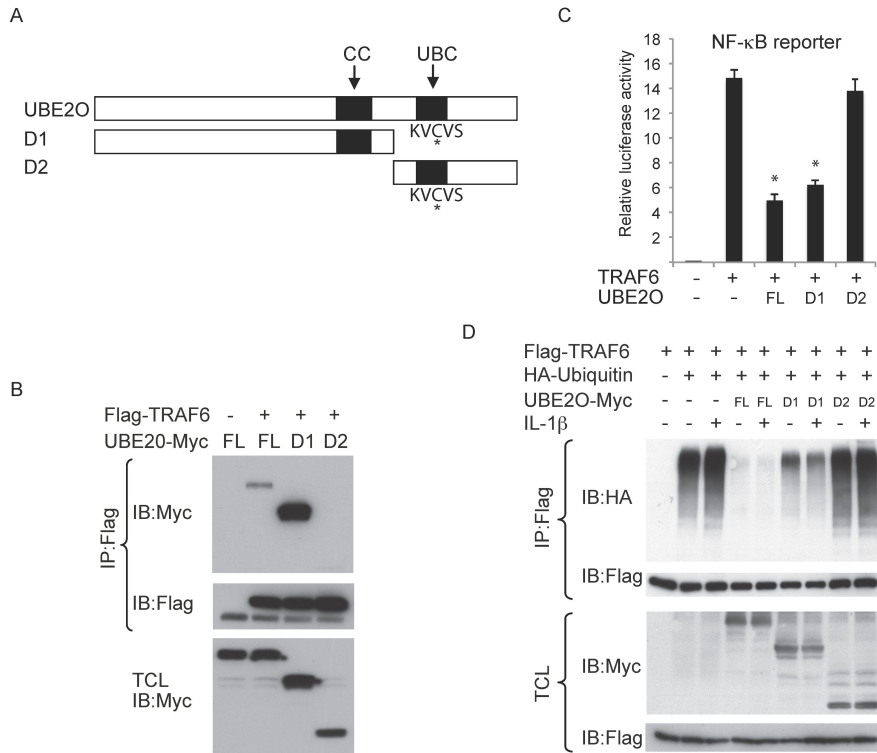 A
CC UBC
UBE2O
KVCVS
*
D1
D2
KVCVS
*
B
Flag-TRAF6 - + + +
UBE20-Myc FL FL D1 D2
IP:Flag
IB:Myc
IB:Flag
TCL
IB:Myc
C
NF-κB reporter
Relative luciferase activity
18
16
14
12
10
8
6
4
2
* *
TRAF6 - + + + +
UBE2O - - FL D1 D2
D
Flag-TRAF6 + + + + + + + + +
HA-Ubiquitin - + + + + + + + +
UBE2O-Myc - - - FL FL D1 D1 D2 D2
IL-1β - - + - + - + - +
IP:Flag
IB:HA
IB:Flag
TCL
IB:Myc
IB:Flag